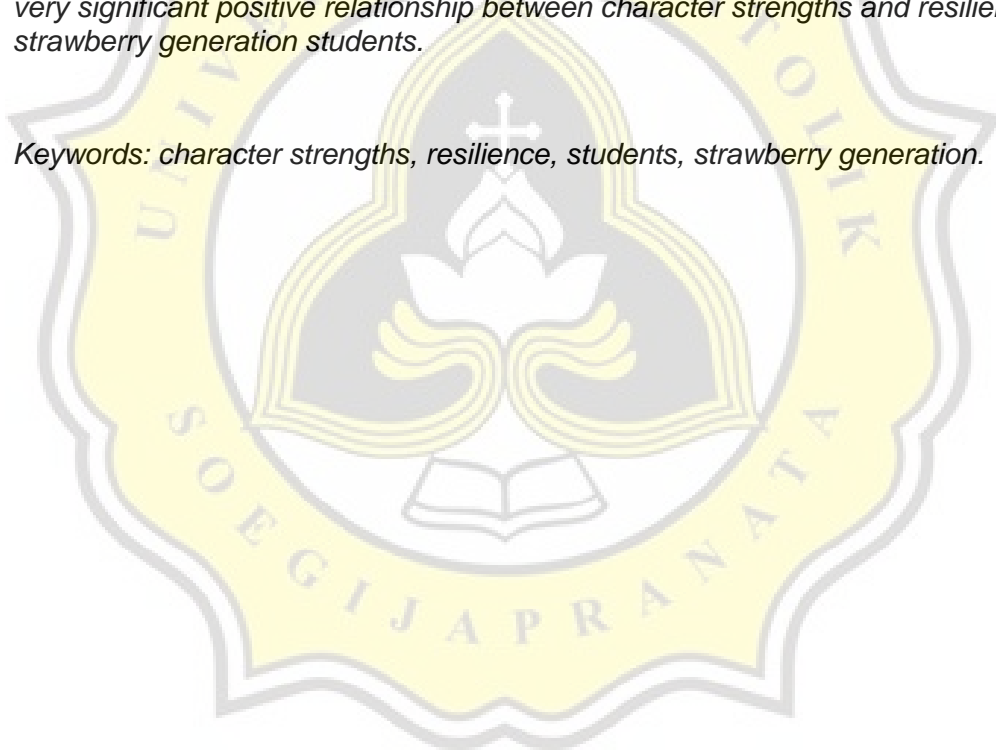 very significant positive relationship between character strengths and
strawberry generation students.
Keywords: character strengths, resilience, students, strawberry generation.
SOEGIJAPRANATA